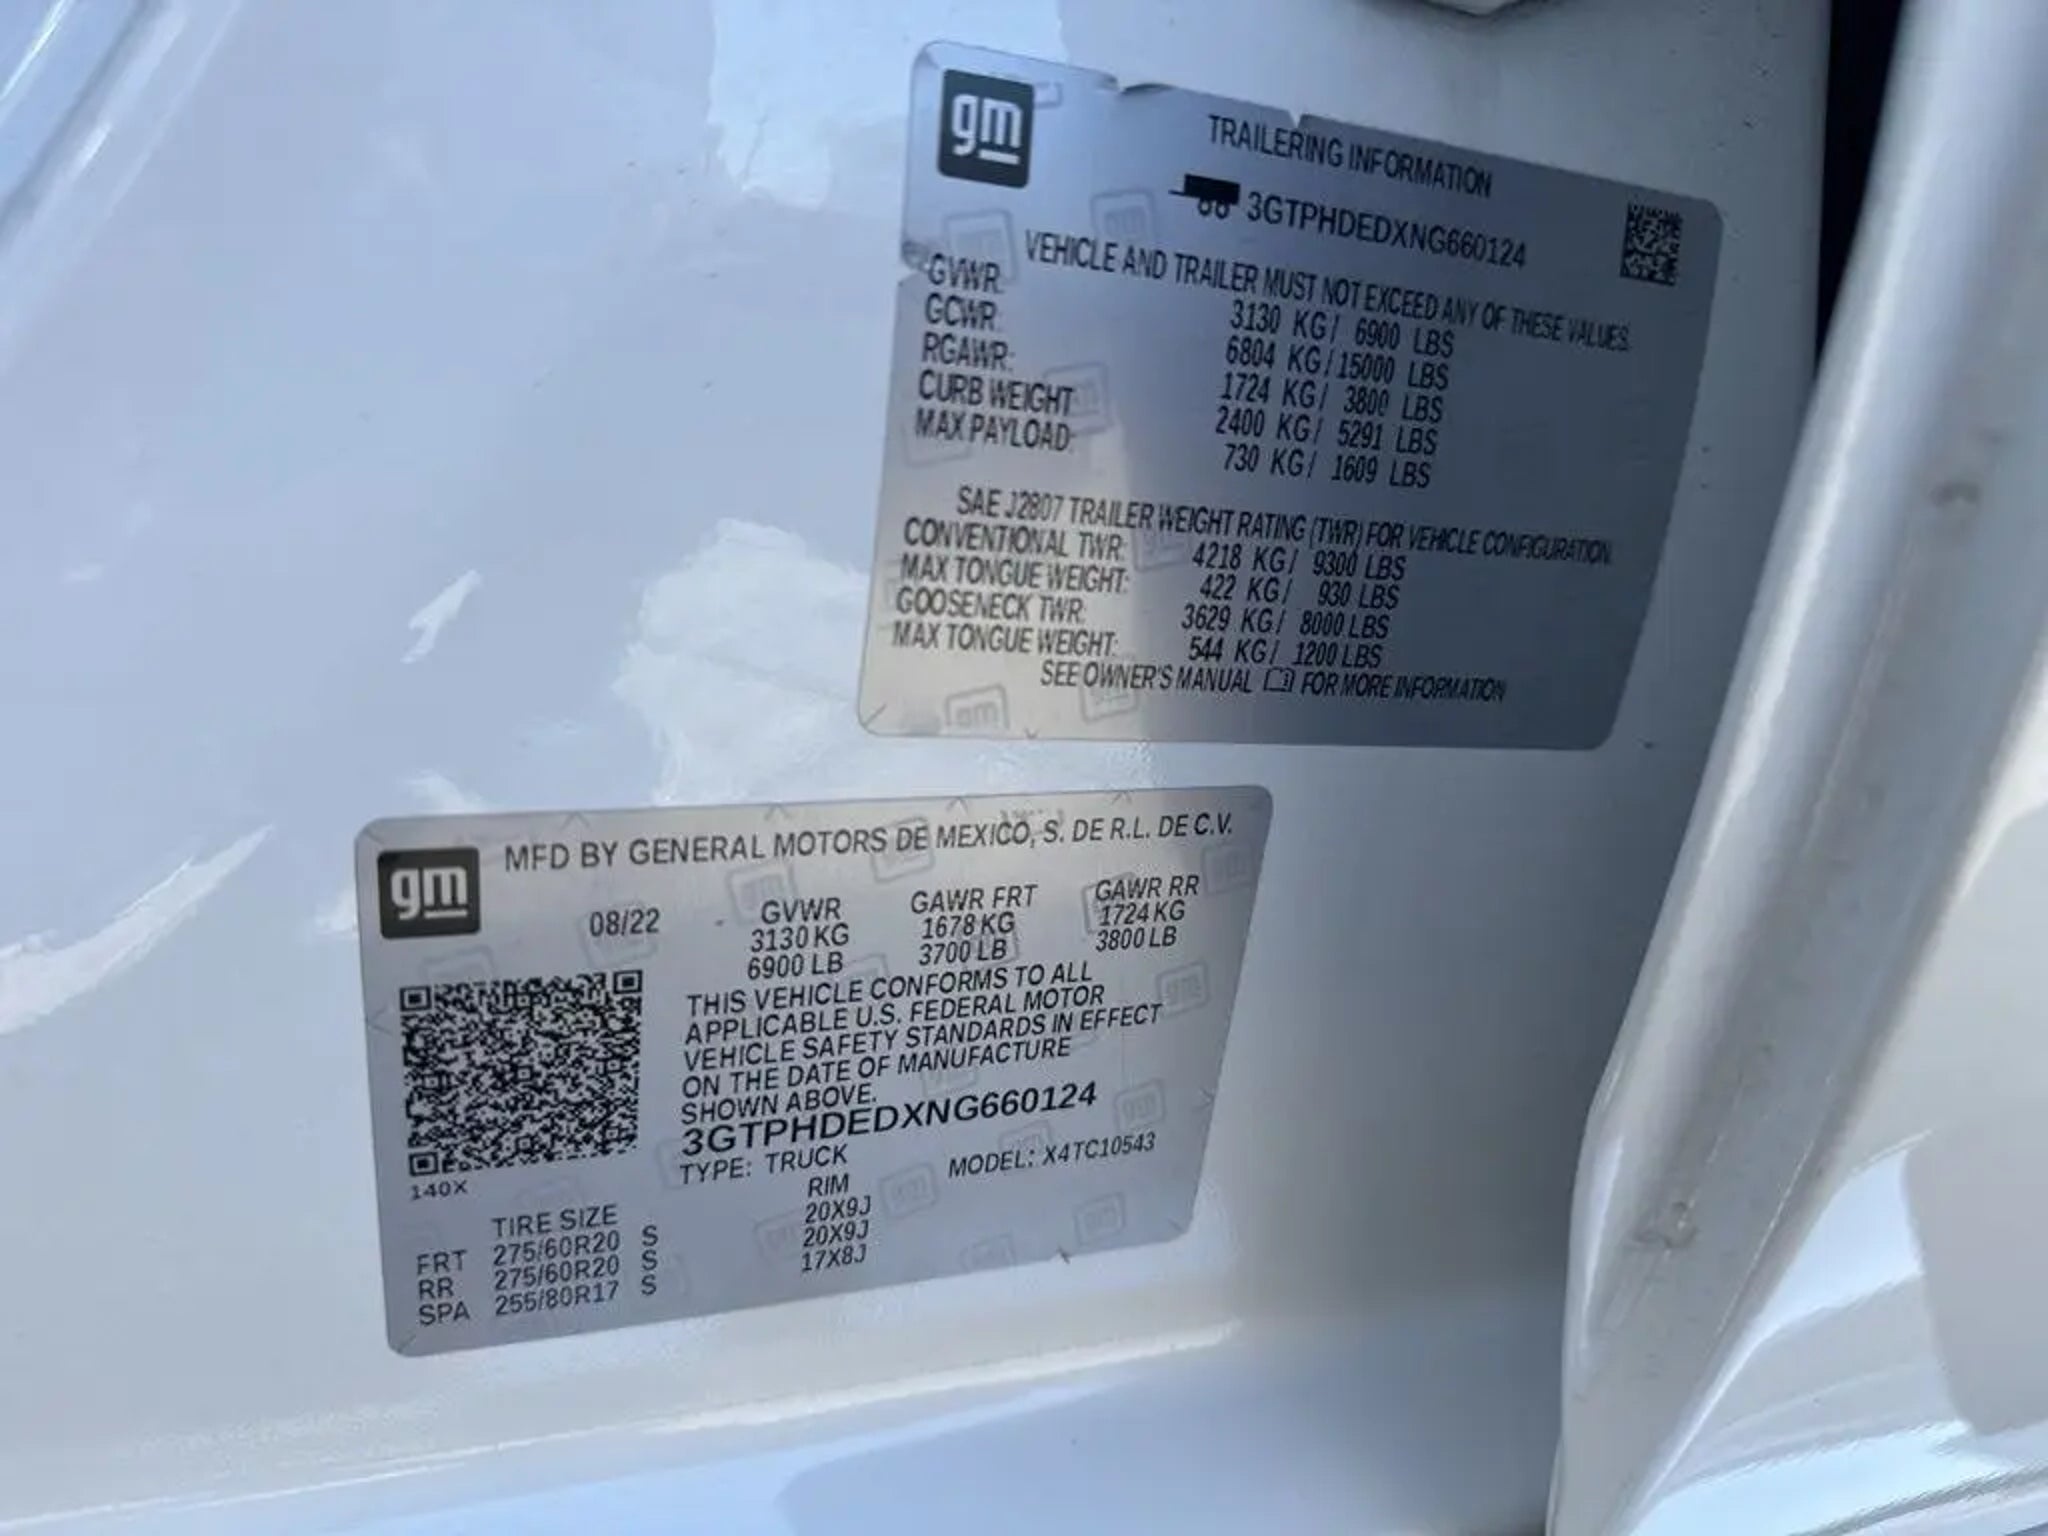 gm
TRAILERING INFORMATION
3GTPHDEDXNG660124
VEHICLE AND TRAILER MUST NOT EXCEED ANY OF THESE VALUES.
GVWR: 3130 KG/ 6900 LBS
GCWR: 6804 KG/15000 LBS
RGAWR: 1724 KG/ 3800 LBS
CURB WEIGHT 2400 KG/ 5291 LBS
MAX PAYLOAD: 730 KG/ 1609 LBS
SAE J2807 TRAILER WEIGHT RATING (TWR) FOR VEHICLE CONFIGURATION
CONVENTIONAL TWR: 4218 KG/ 9300 LBS
MAX TONGUE WEIGHT: 422 KG/ 930 LBS
GOOSENECK TWR: 3629 KG/ 8000 LBS
MAX TONGUE WEIGHT: 544 KG/ 1200 LBS
SEE OWNER'S MANUAL FOR MORE INFORMATION
gm
MFD BY GENERAL MOTORS DE MEXICO, S. DE R.L. DE C.V.
08/22 GVWR GAWR FRT GAWR RR
3130 KG 1678 KG 1724 KG
6900 LB 3700 LB 3800 LB
THIS VEHICLE CONFORMS TO ALL
APPLICABLE U.S. FEDERAL MOTOR
VEHICLE SAFETY STANDARDS IN EFFECT
ON THE DATE OF MANUFACTURE
SHOWN ABOVE.
3GTPHDEDXNG660124
TYPE: TRUCK MODEL: X4TC10543
140X
TIRE SIZE RIM
FRT 275/60R20 S 20X9J
RR 275/60R20 S 20X9J
SPA 255/80R17 S 17X8J